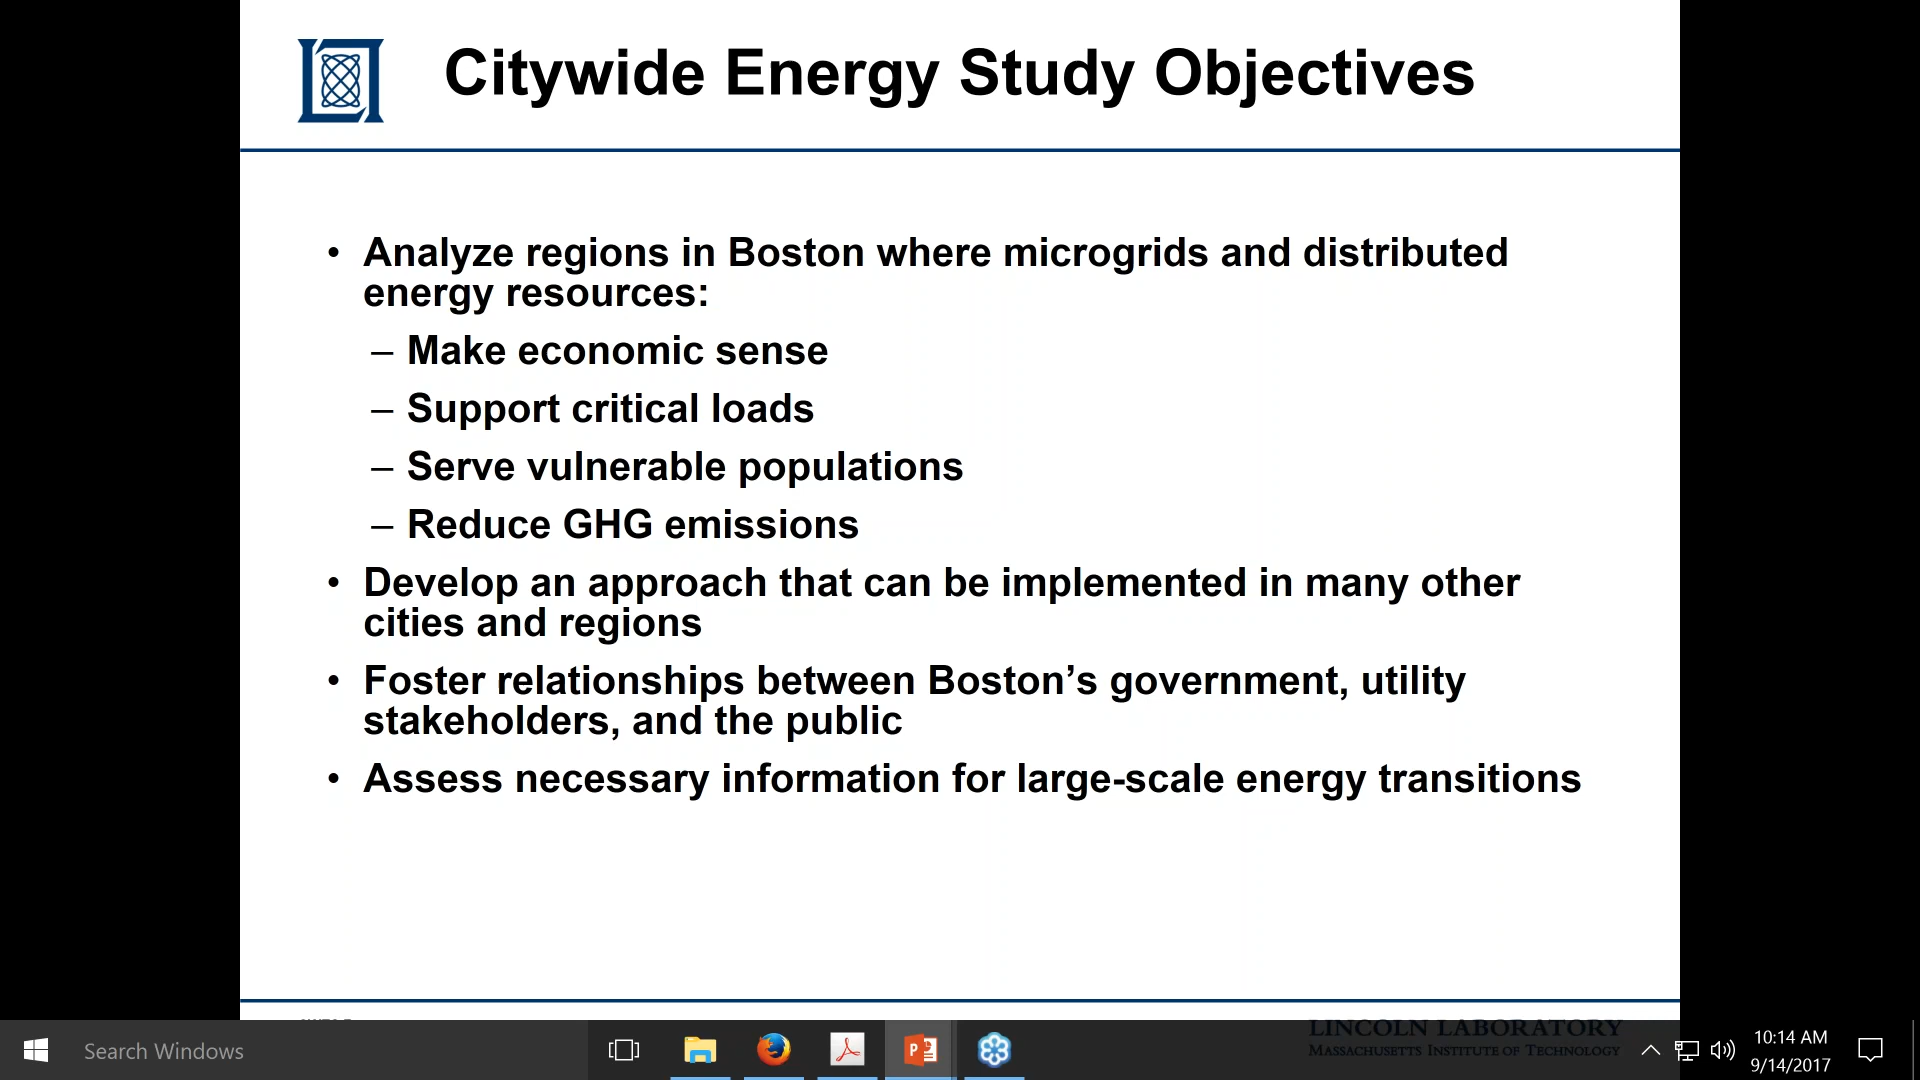 Citywide Energy Study Objectives
• Analyze regions in Boston where microgrids and distributed
energy resources:
– Make economic sense
– Support critical loads
– Serve vulnerable populations
– Reduce GHG emissions
• Develop an approach that can be implemented in many other
cities and regions
• Foster relationships between Boston’s government, utility
stakeholders, and the public
• Assess necessary information for large-scale energy transitions
LINCOLN LABORATORY
MASSACHUSETTS INSTITUTE OF TECHNOLOGY
Search Windows
10:14 AM
9/14/2017